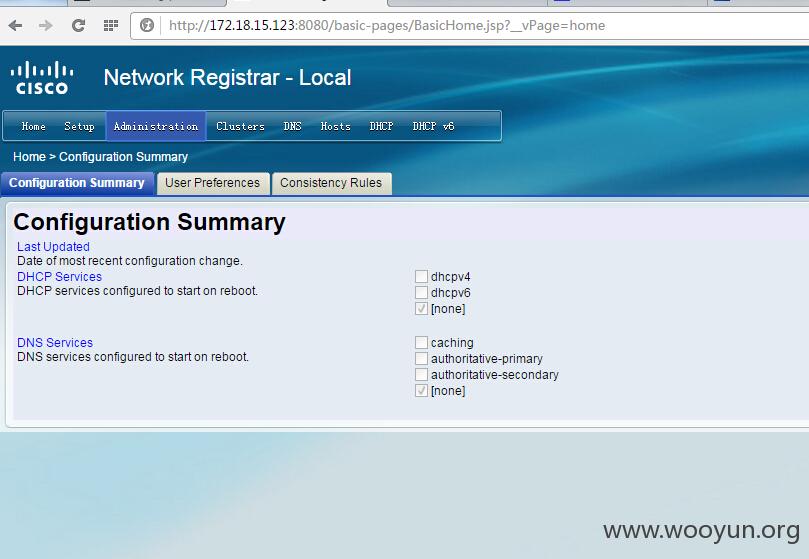 http://172.18.15.123:8080/basic-pages/BasicHome.jsp?__vPage=home
CISCO
Network Registrar - Local
Home Setup Administration Clusters DNS Hosts DHCP DHCP v6
Home > Configuration Summary
Configuration Summary User Preferences Consistency Rules
Configuration Summary
Last Updated
Date of most recent configuration change.
DHCP Services
dhcpv4
DHCP services configured to start on reboot.
dhcpv6
[none]
DNS Services
caching
DNS services configured to start on reboot.
authoritative-primary
authoritative-secondary
[none]
www.wooyun.org